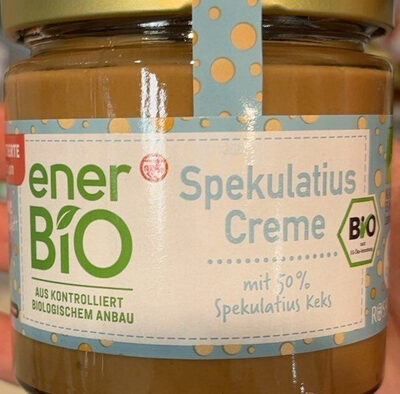 ener
BiO
AUS KONTROLLIERT
BIOLOGISCHEM ANBAU
Spekulatius
Creme
mit 50%
Spekulatius Keks
BiO